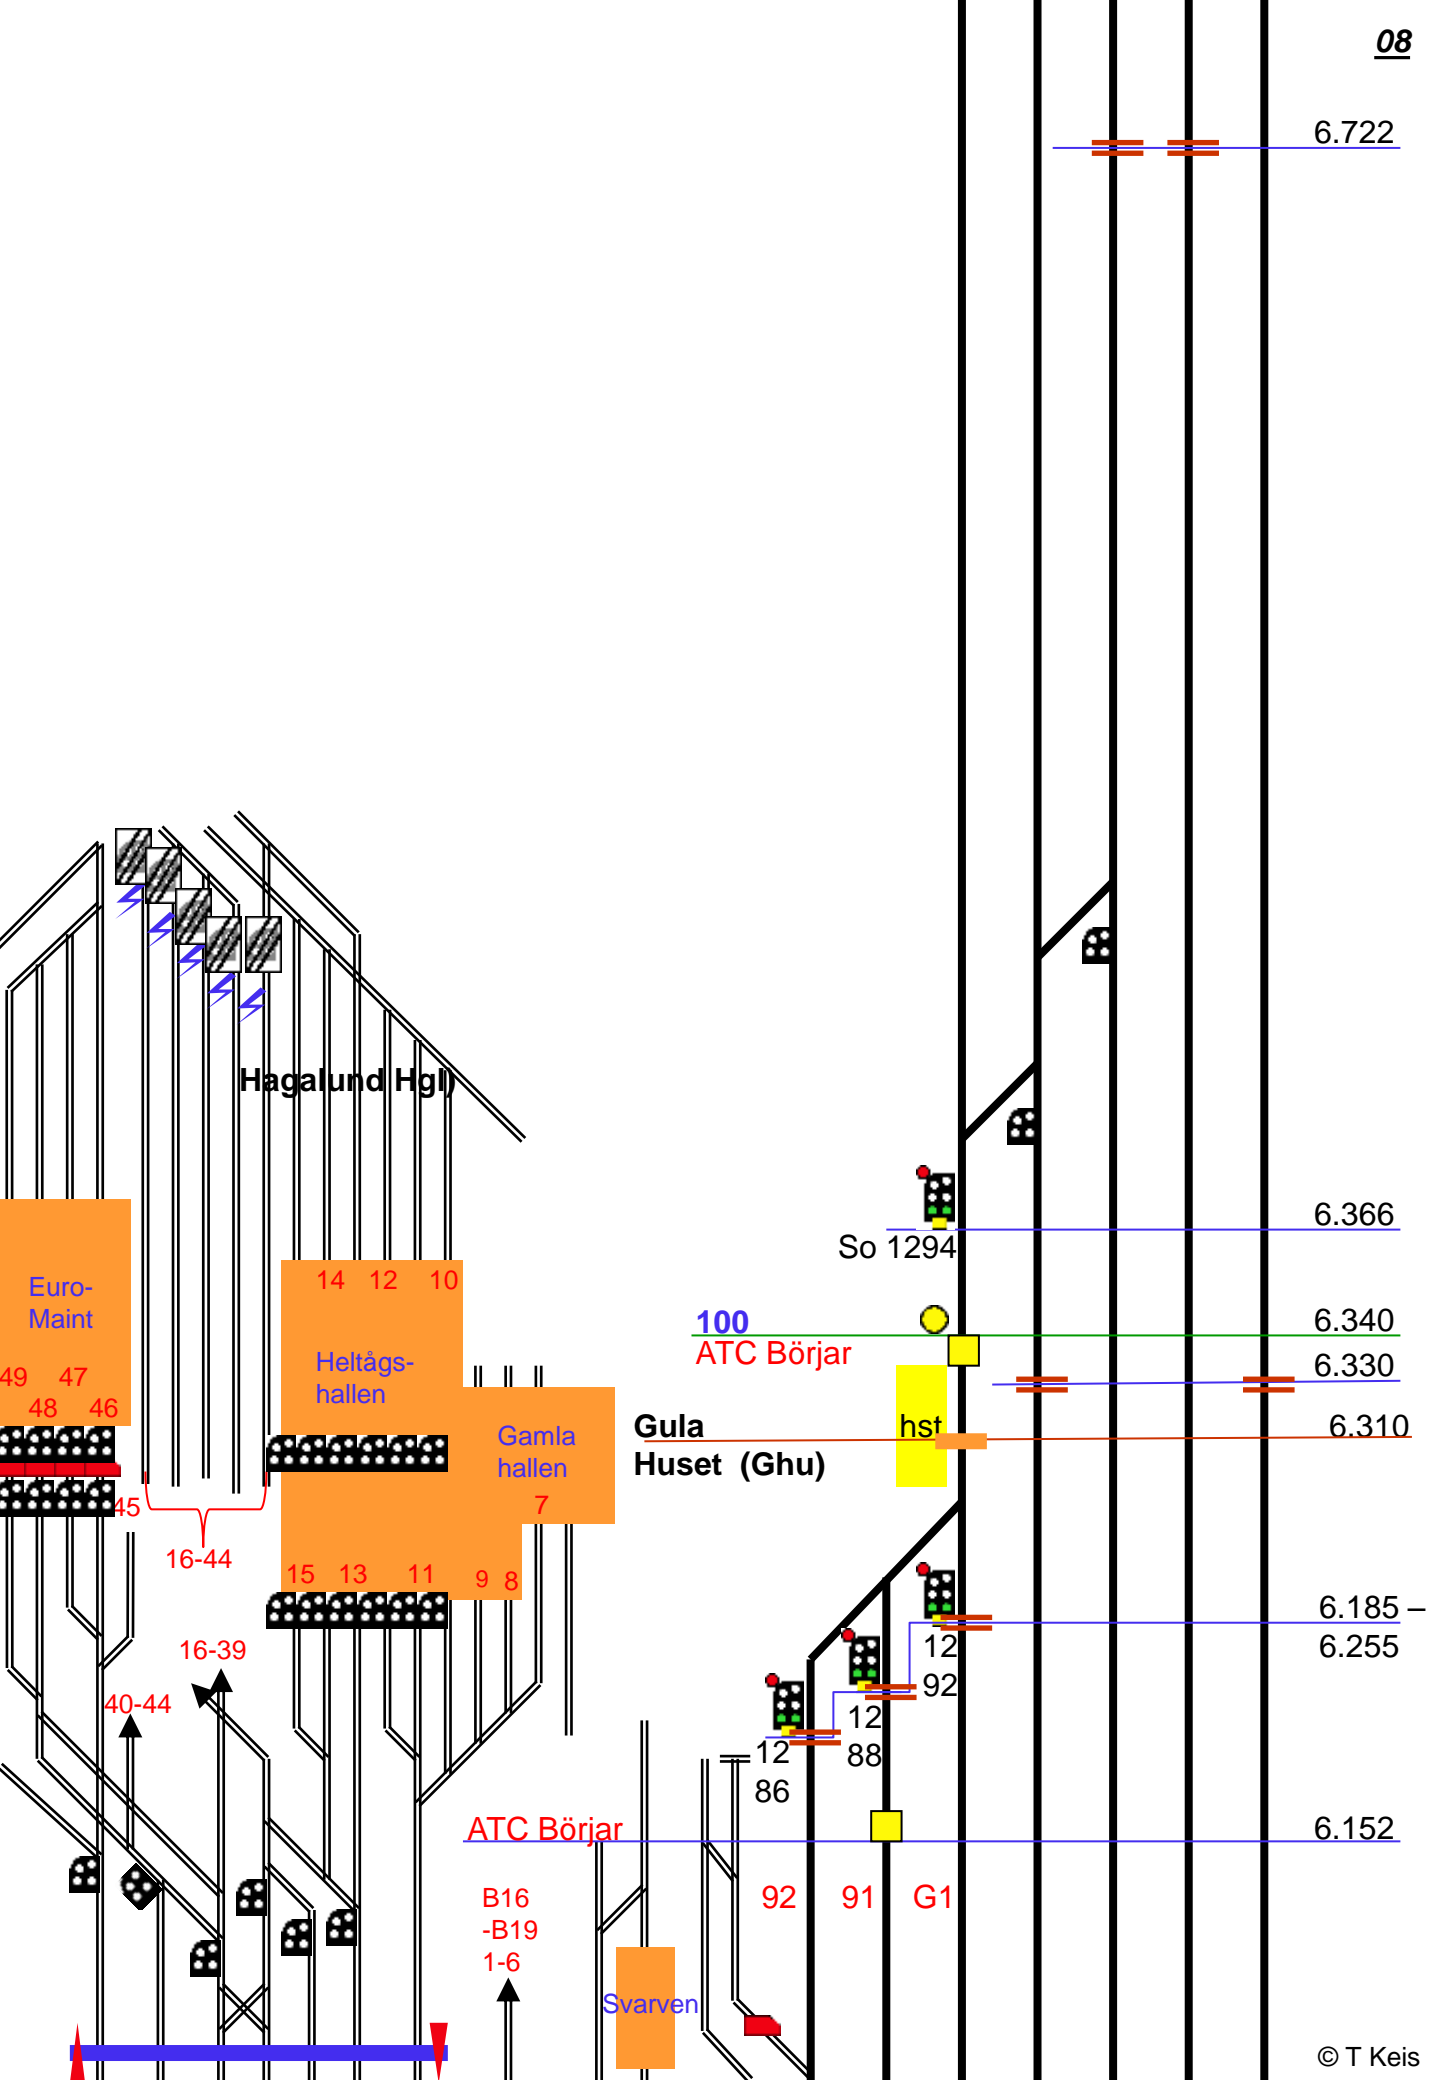 08
6.722
Hagalund Hgl)
6.366
So 1294
Euro-
Maint
14 12 10
100
6.340
ATC Börjar
6.330
Heltågs-
hallen
49 47
48 46
Gula
hst
6.310
Huset (Ghu)
Gamla
hallen
7
45
16-44
15 13 11 9 8
6.185 –
6.255
12
92
16-39
40-44
12
88
12
86
ATC Börjar
6.152
92 91 G1
B16
-B19
1-6
Svarven
© T Keis